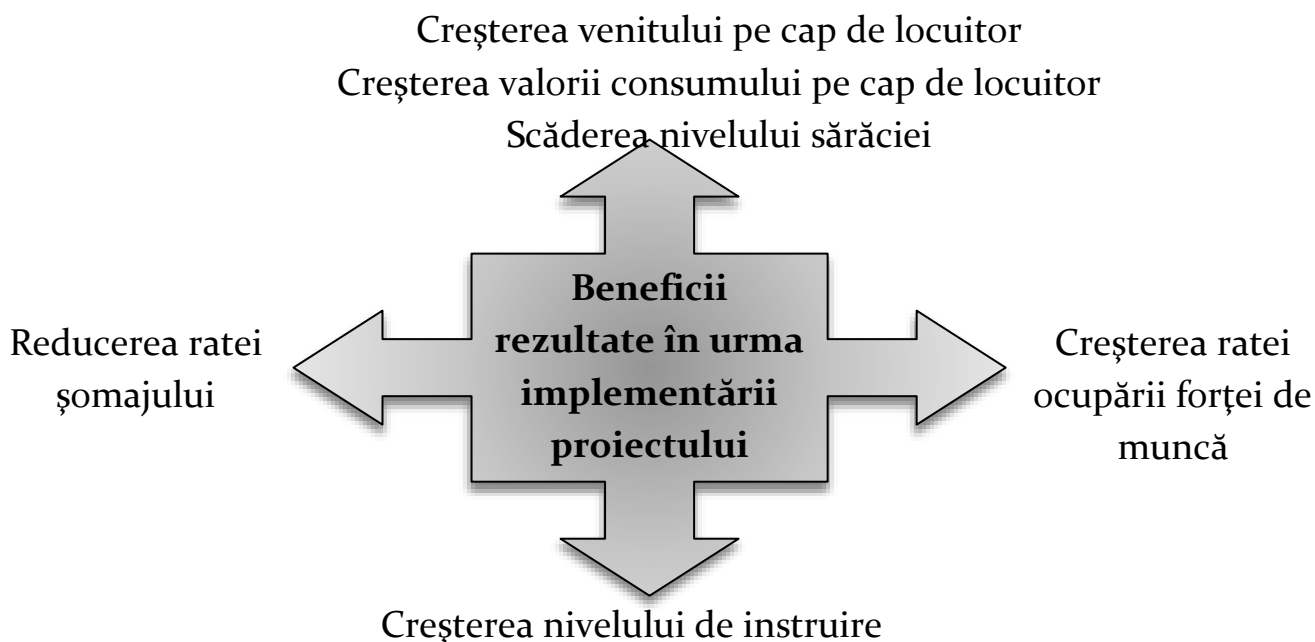 Creşterea venitului pe cap de locuitor
Creşterea valorii consumului pe cap de locuitor
Scăderea nivelului sărăciei
Reducerea ratei
şomajului
Beneficii
rezultate în urma
implementării
proiectului
Creşterea ratei
ocupării forţei de
muncă
Creşterea nivelului de instruire